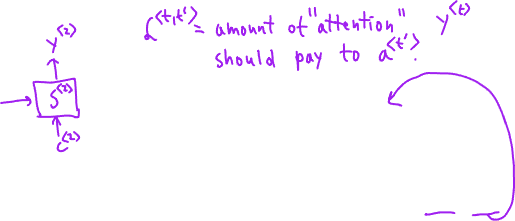 α^{<t,t'>} = amount of "attention" y^{<t>}
should pay to a^{<t'>}.
y^{<2>}
S^{<2>}
c^{<2>}